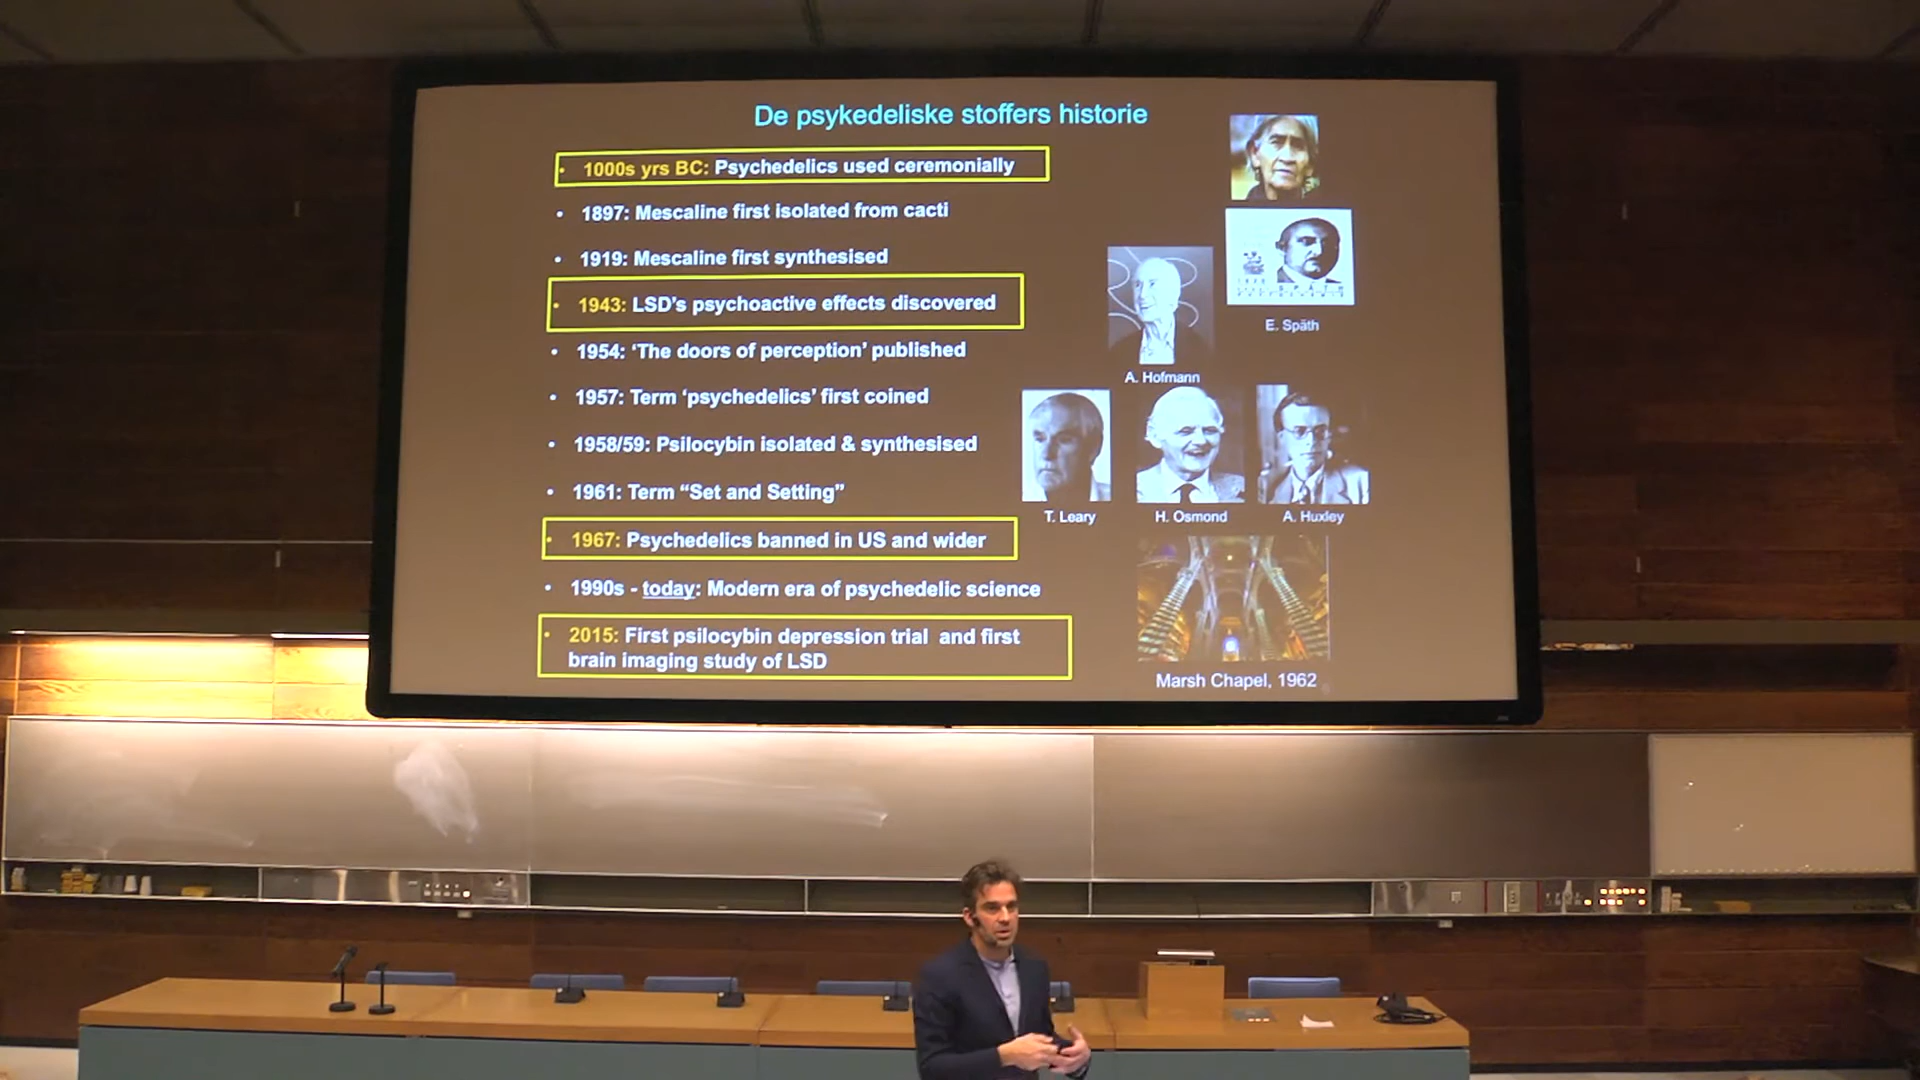 De psykedeliske stoffers historie
• 1000s yrs BC: Psychedelics used ceremonially
• 1897: Mescaline first isolated from cacti
• 1919: Mescaline first synthesised
• 1943: LSD’s psychoactive effects discovered
• 1954: ‘The doors of perception’ published
• 1957: Term ‘psychedelics’ first coined
• 1958/59: Psilocybin isolated & synthesised
• 1961: Term “Set and Setting”
• 1967: Psychedelics banned in US and wider
• 1990s - today: Modern era of psychedelic science
• 2015: First psilocybin depression trial and first
brain imaging study of LSD
E. Späth
A. Hofmann
T. Leary
H. Osmond
A. Huxley
Marsh Chapel, 1962